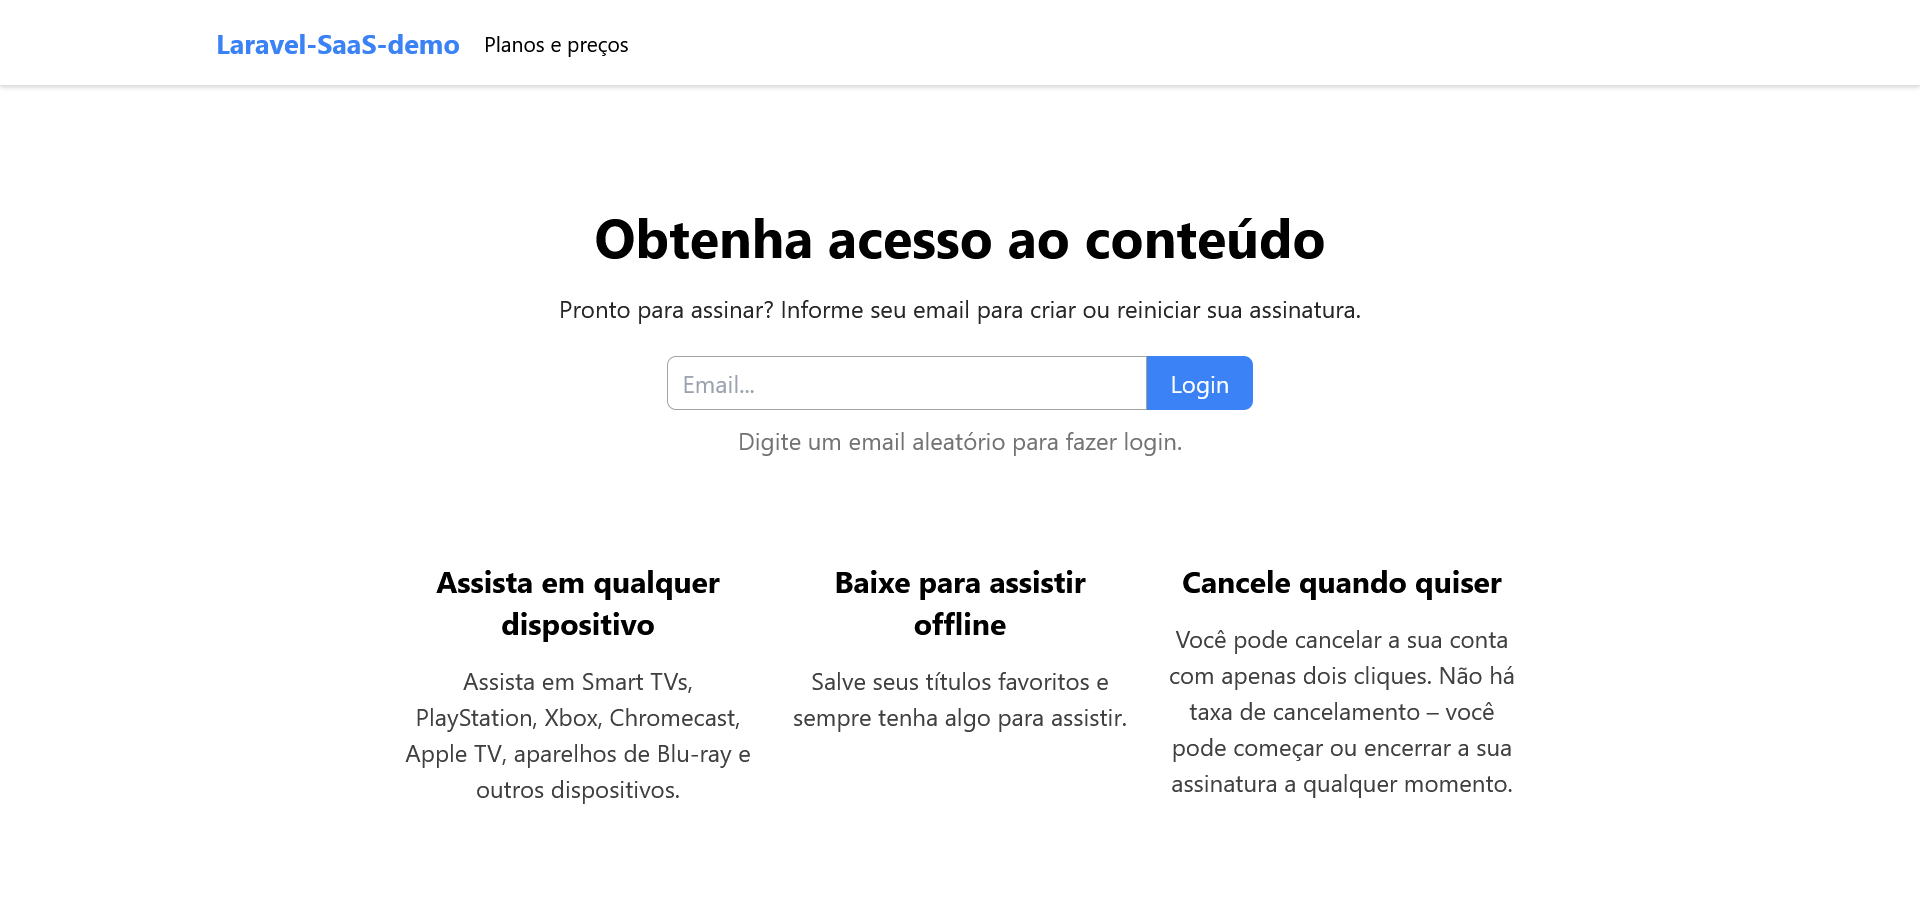 Laravel-SaaS-demo Planos e preços
Obtenha acesso ao conteúdo
Pronto para assinar? Informe seu email para criar ou reiniciar sua assinatura.
Email... Login
Digite um email aleatório para fazer login.
Assista em qualquer
dispositivo
Assista em Smart TVs,
PlayStation, Xbox, Chromecast,
Apple TV, aparelhos de Blu-ray e
outros dispositivos.
Baixe para assistir
offline
Salve seus títulos favoritos e
sempre tenha algo para assistir.
Cancele quando quiser
Você pode cancelar a sua conta
com apenas dois cliques. Não há
taxa de cancelamento – você
pode começar ou encerrar a sua
assinatura a qualquer momento.